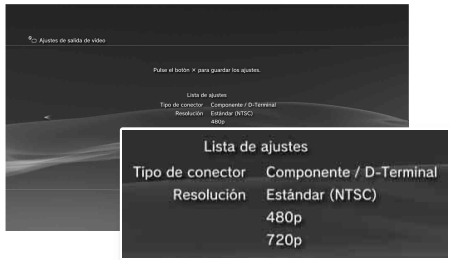 Ajustes de salida de vídeo
Pulse el botón × para guardar los ajustes.
Lista de ajustes
Tipo de conector Componente / D-Terminal
Resolución Estándar (NTSC)
480p
Lista de ajustes
Tipo de conector Componente / D-Terminal
Resolución Estándar (NTSC)
480p
720p